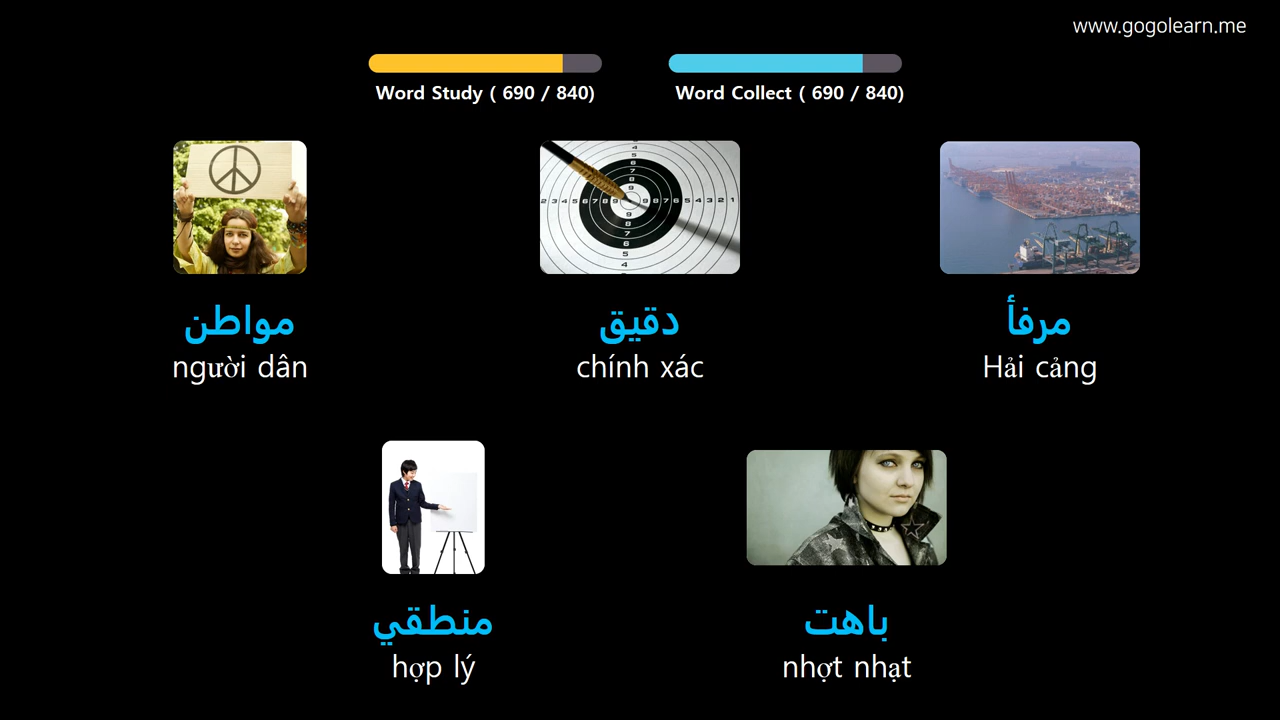 www.gogolearn.me
Word Study ( 690 / 840)
Word Collect ( 690 / 840)
مواطن
người dân
دقيق
chính xác
مرفأ
Hải cảng
منطقي
hợp lý
باهت
nhợt nhạt